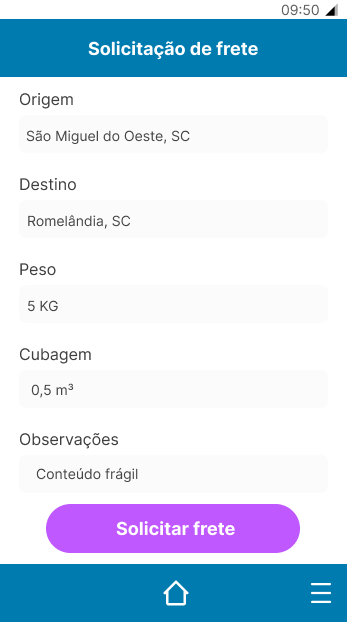 09:50
Solicitação de frete
Origem
São Miguel do Oeste, SC
Destino
Romelândia, SC
Peso
5 KG
Cubagem
0,5 m³
Observações
Conteúdo frágil
Solicitar frete